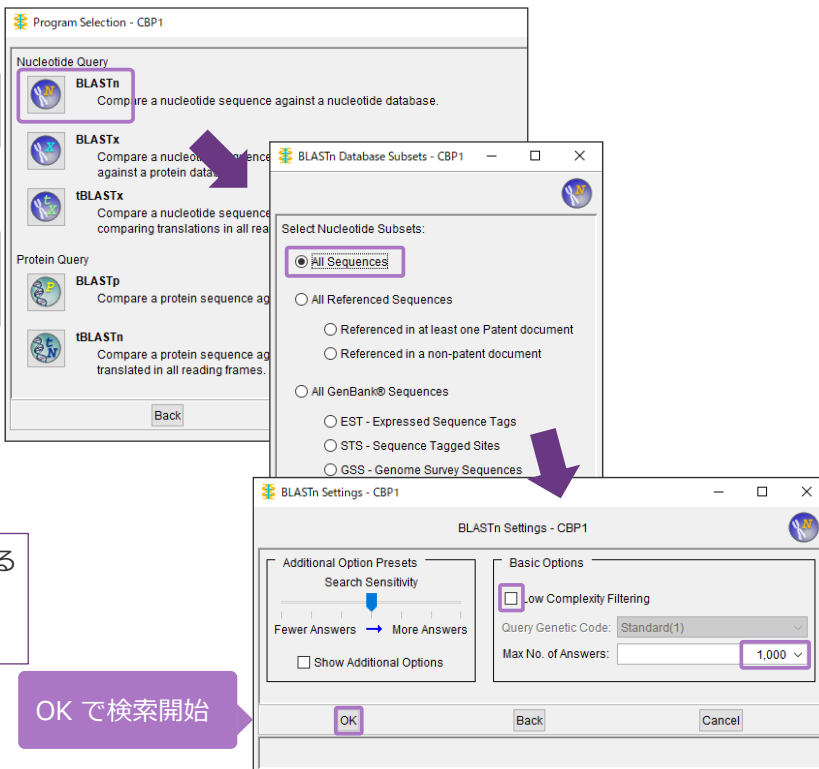 Program Selection - CBP1
Nucleotide Query
BLASTn
Compare a nucleotide sequence against a nucleotide database.
BLASTx
Compare a
against a protein
tBLASTx
Compare a nucleotide sequence
comparing translations in all
Protein Query
BLASTp
Compare a protein sequence
tBLASTn
Compare a protein sequence
translated in all reading frames.
Back
BLASTn Database Subsets - CBP1
Select Nucleotide Subsets:
All Sequences
All Referenced Sequences
Referenced in at least one Patent document
Referenced in a non-patent document
All GenBank® Sequences
EST - Expressed Sequence Tags
STS - Sequence Tagged Sites
GSS - Genome Survey Sequences
BLASTn Settings - CBP1
BLASTn Settings - CBP1
Additional Option Presets
Search Sensitivity
Fewer Answers → More Answers
Show Additional Options
Basic Options
Low Complexity Filtering
Query Genetic Code: Standard(1)
Max No. of Answers: 1,000
OK
Back
Cancel
る
OK で検索開始